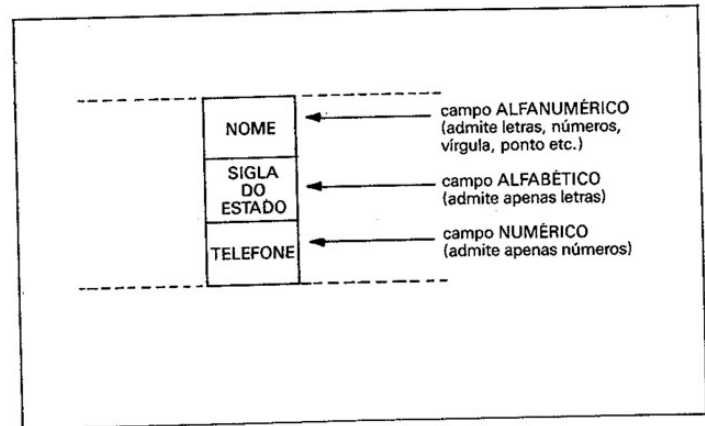 NOME
campo ALFANUMÉRICO
(admite letras, números,
vírgula, ponto etc.)
SIGLA
DO
ESTADO
campo ALFABÉTICO
(admite apenas letras)
TELEFONE
campo NUMÉRICO
(admite apenas números)